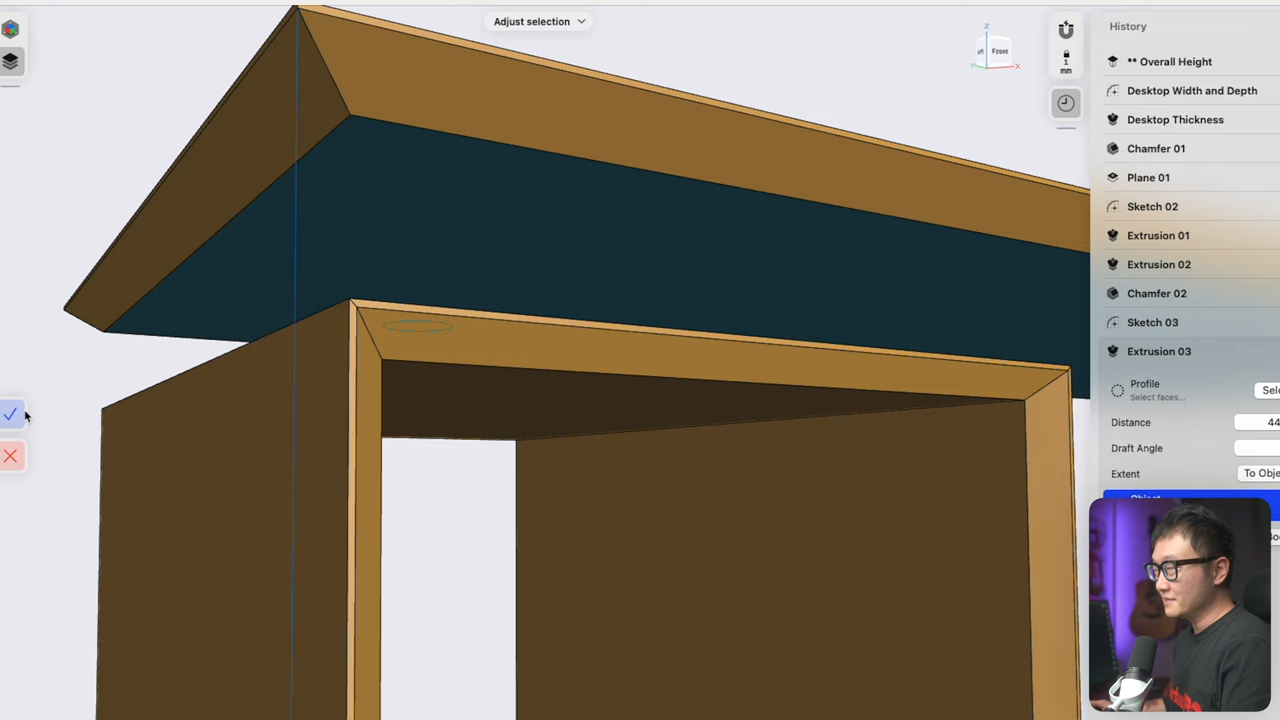 Adjust selection
Z
Front
X
1
mm
History
** Overall Height
Desktop Width and Depth
Desktop Thickness
Chamfer 01
Plane 01
Sketch 02
Extrusion 01
Extrusion 02
Chamfer 02
Sketch 03
Extrusion 03
Profile
Select faces...
Sele
Distance
44
Draft Angle
Extent
To Obje